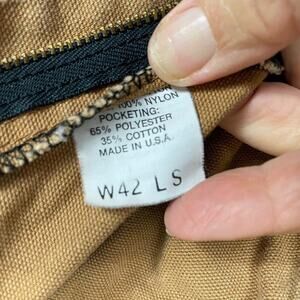 100% NYLON
POCKETING:
65% POLYESTER
35% COTTON
MADE IN U.S.A.
W42 LS